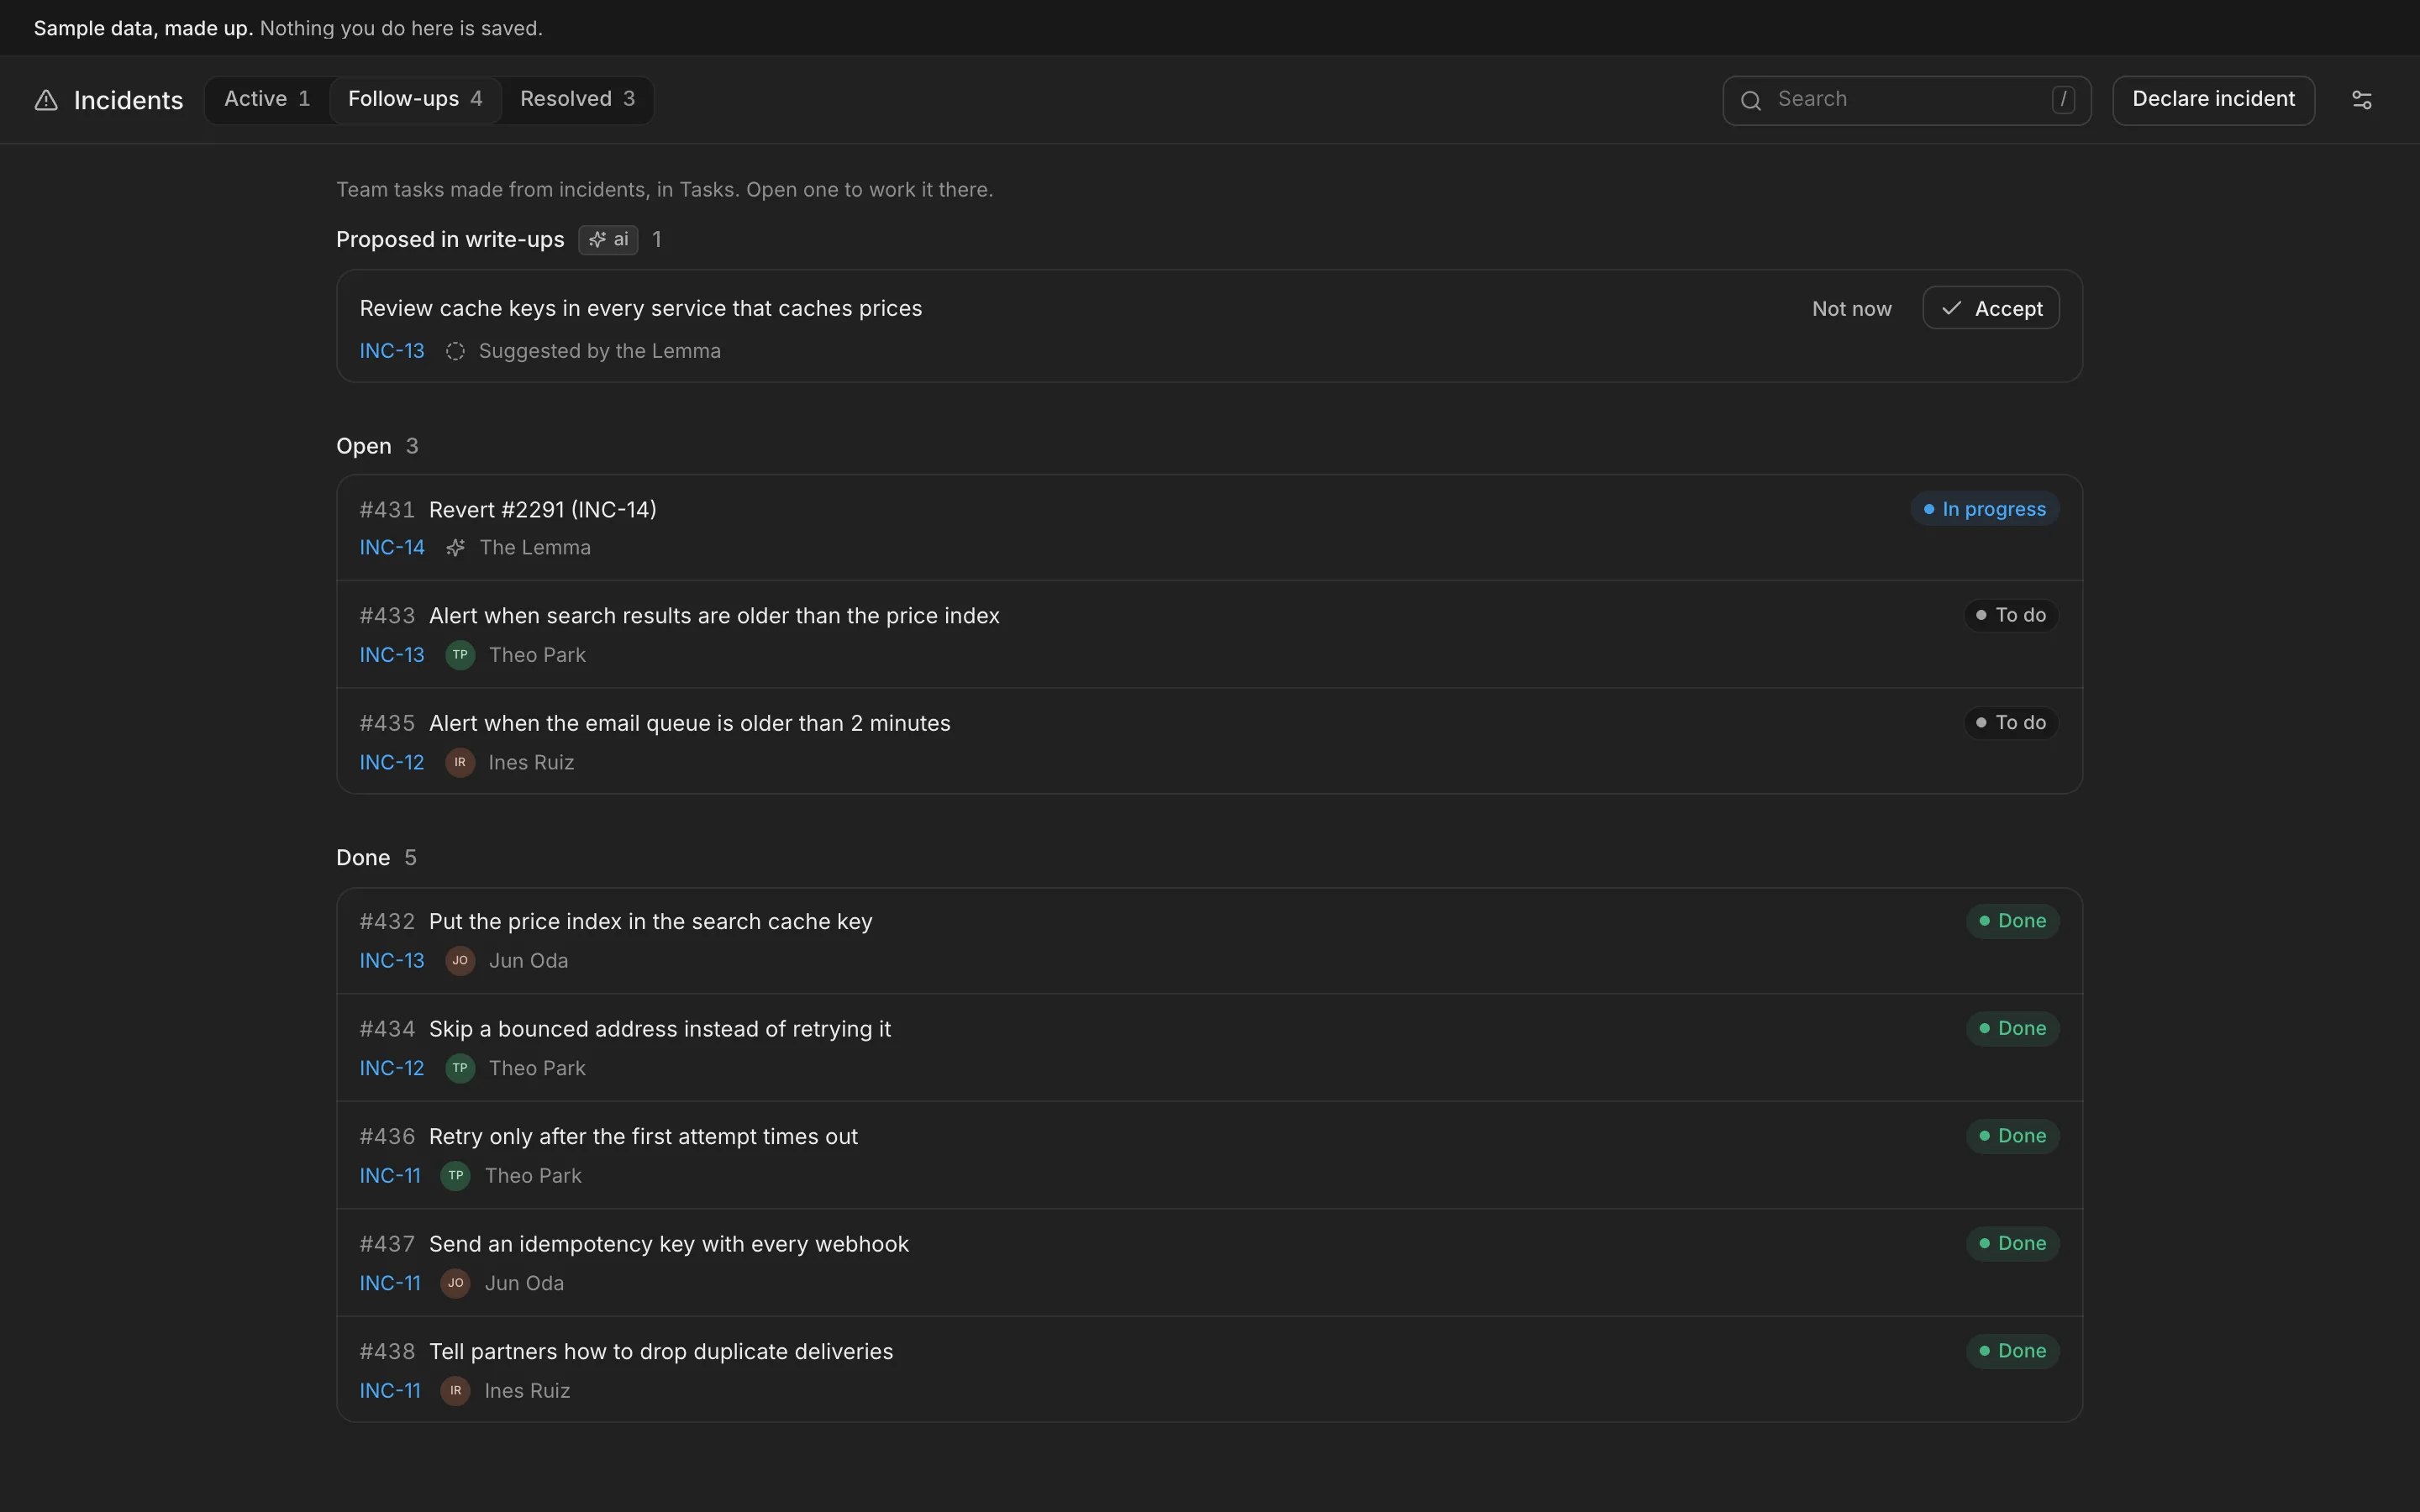 Sample data, made up. Nothing you do here is saved.
Incidents Active 1 Follow-ups 4 Resolved 3 Search / Declare incident
Team tasks made from incidents, in Tasks. Open one to work it there.
Proposed in write-ups ai 1
Review cache keys in every service that caches prices Not now Accept
INC-13 Suggested by the Lemma
Open 3
#431 Revert #2291 (INC-14) In progress
INC-14 The Lemma
#433 Alert when search results are older than the price index To do
INC-13 TP Theo Park
#435 Alert when the email queue is older than 2 minutes To do
INC-12 IR Ines Ruiz
Done 5
#432 Put the price index in the search cache key Done
INC-13 JO Jun Oda
#434 Skip a bounced address instead of retrying it Done
INC-12 TP Theo Park
#436 Retry only after the first attempt times out Done
INC-11 TP Theo Park
#437 Send an idempotency key with every webhook Done
INC-11 JO Jun Oda
#438 Tell partners how to drop duplicate deliveries Done
INC-11 IR Ines Ruiz